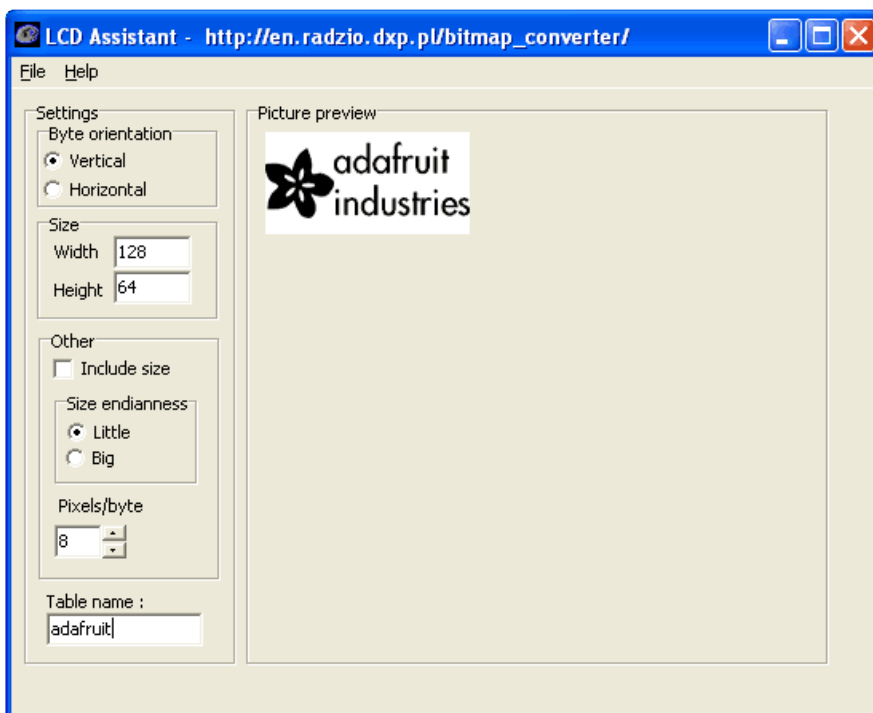 LCD Assistant - http://en.radzio.dxp.pl/bitmap_converter/
File Help
Settings
Byte orientation
Vertical
Horizontal
Size
Width 128
Height 64
Other
Include size
Size endianness
Little
Big
Pixels/byte
8
Table name :
adafruit
Picture preview
adafruit
industries